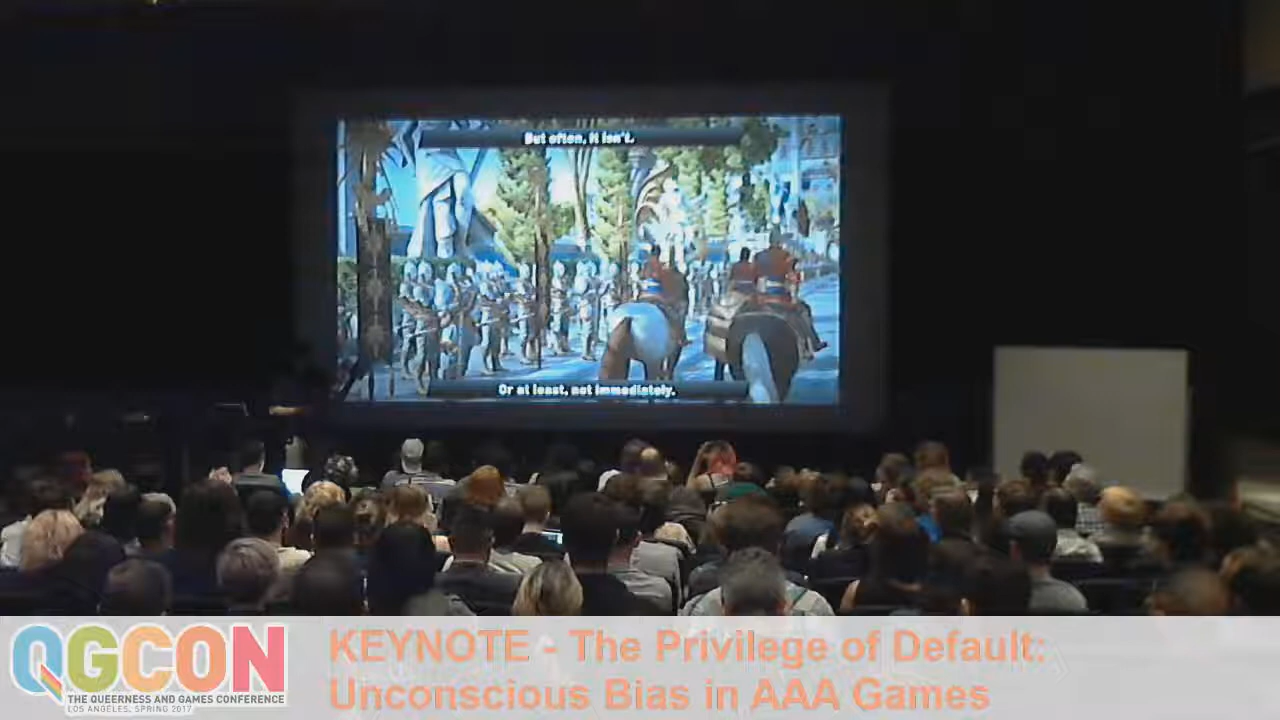 But often, it isn't.
Or at least, not immediately.
QGCON
THE QUEERNESS AND GAMES CONFERENCE
LOS ANGELES, SPRING 2017
KEYNOTE - The Privilege of Default:
Unconscious Bias in AAA Games